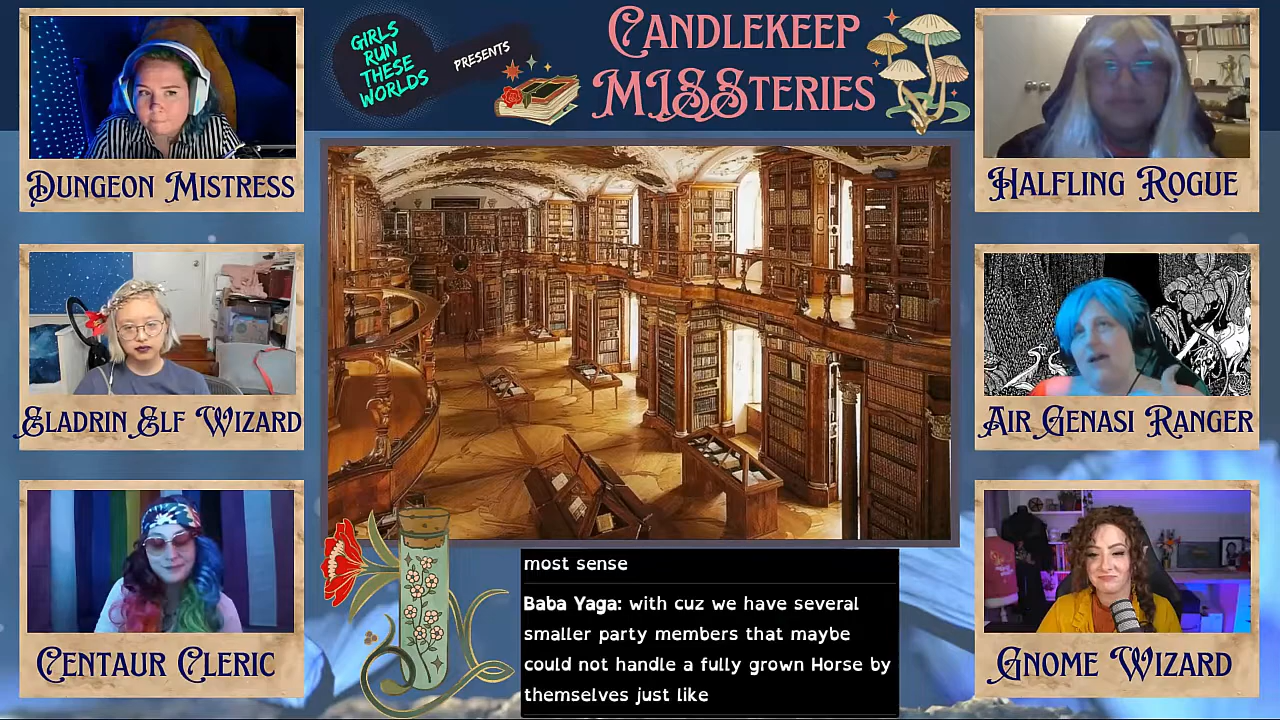 GIRLS
RUN
THESE
WORLDS
PRESENTS
CANDLEKEEP
MISSTERIES
DUNGEON MISTRESS
HALFLING ROGUE
ELADRIN ELF WIZARD
AIR GENASI RANGER
CENTAUR CLERIC
GNOME WIZARD
most sense
Baba Yaga: with cuz we have several
smaller party members that maybe
could not handle a fully grown Horse by
themselves just like